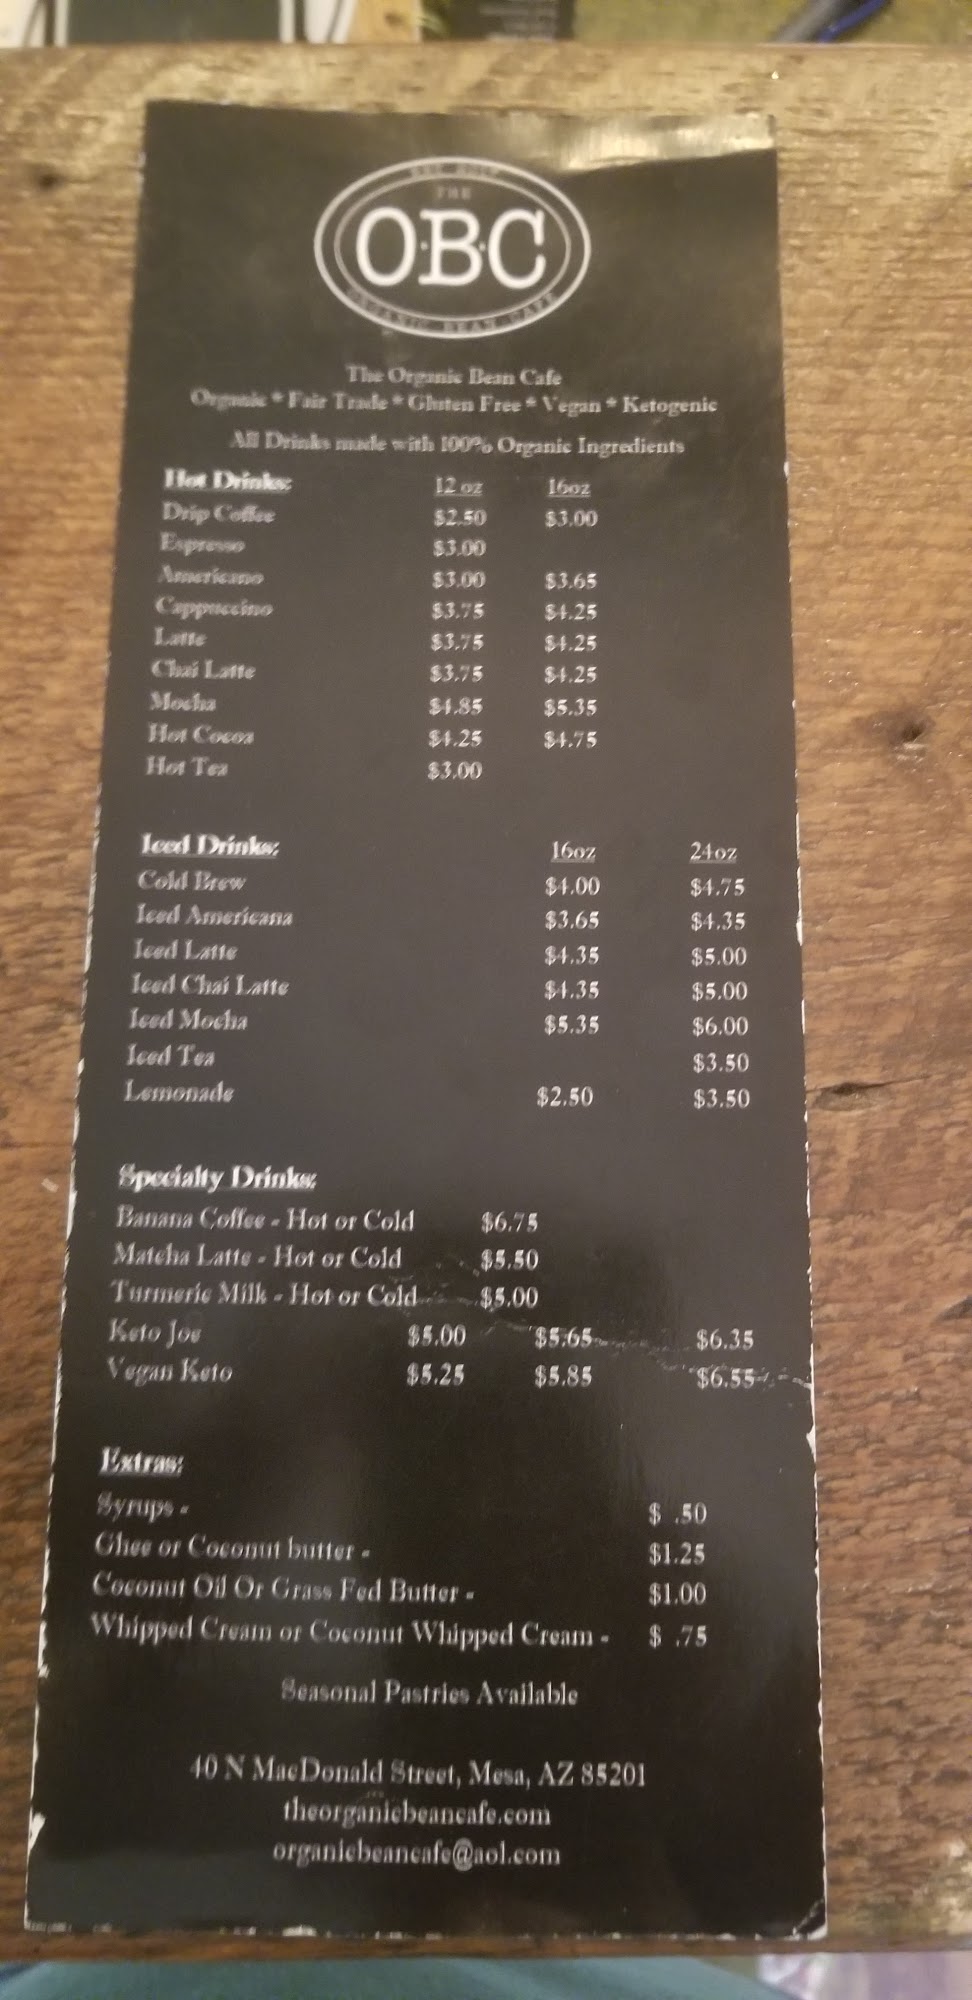 THE
O·B·C
ORGANIC BEAN CAFE
The Organic Bean Cafe
Organic * Fair Trade * Gluten Free * Vegan * Ketogenic
All Drinks made with 100% Organic Ingredients
Hot Drinks: 12 oz 16oz
Drip Coffee $2.50 $3.00
Espresso $3.00
Americano $3.00 $3.65
Cappuccino $3.75 $4.25
Latte $3.75 $4.25
Chai Latte $3.75 $4.25
Mocha $4.85 $5.35
Hot Cocoa $4.25 $4.75
Hot Tea $3.00
Iced Drinks: 16oz 24oz
Cold Brew $4.00 $4.75
Iced Americana $3.65 $4.35
Iced Latte $4.35 $5.00
Iced Chai Latte $4.35 $5.00
Iced Mocha $5.35 $6.00
Iced Tea $3.50
Lemonade $2.50 $3.50
Specialty Drinks:
Banana Coffee - Hot or Cold $6.75
Matcha Latte - Hot or Cold $5.50
Turmeric Milk - Hot or Cold $5.00
Keto Joe $5.00 $5.65 $6.35
Vegan Keto $5.25 $5.85 $6.55
Extras:
Syrups - $ .50
Ghee or Coconut butter - $1.25
Coconut Oil Or Grass Fed Butter - $1.00
Whipped Cream or Coconut Whipped Cream - $ .75
Seasonal Pastries Available
40 N MacDonald Street, Mesa, AZ 85201
theorganicbeancafe.com
organicbeancafe@aol.com